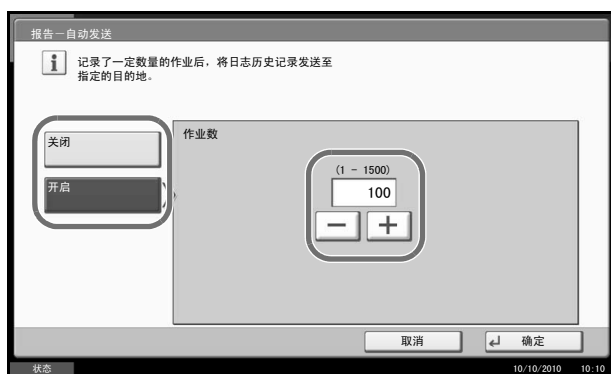 报告－自动发送
记录了一定数量的作业后，将日志历史记录发送至
指定的目的地。
关闭
开启
作业数
(1 - 1500)
100
取消
确定
状态
10/10/2010 10:10